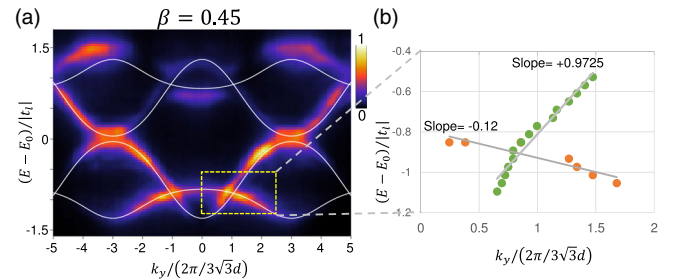 (a)
β = 0.45
(E − E₀)/|tₗ|
1.5
0
-1.5
-5 -4 -3 -2 -1 0 1 2 3 4 5
k_y/(2π/3√3d)
1
0
(b)
(E − E₀)/|tₗ|
-0.4
-0.6
-0.8
-1
-1.2
Slope= +0.9725
Slope= -0.12
0 0.5 1 1.5 2
k_y/(2π/3√3d)